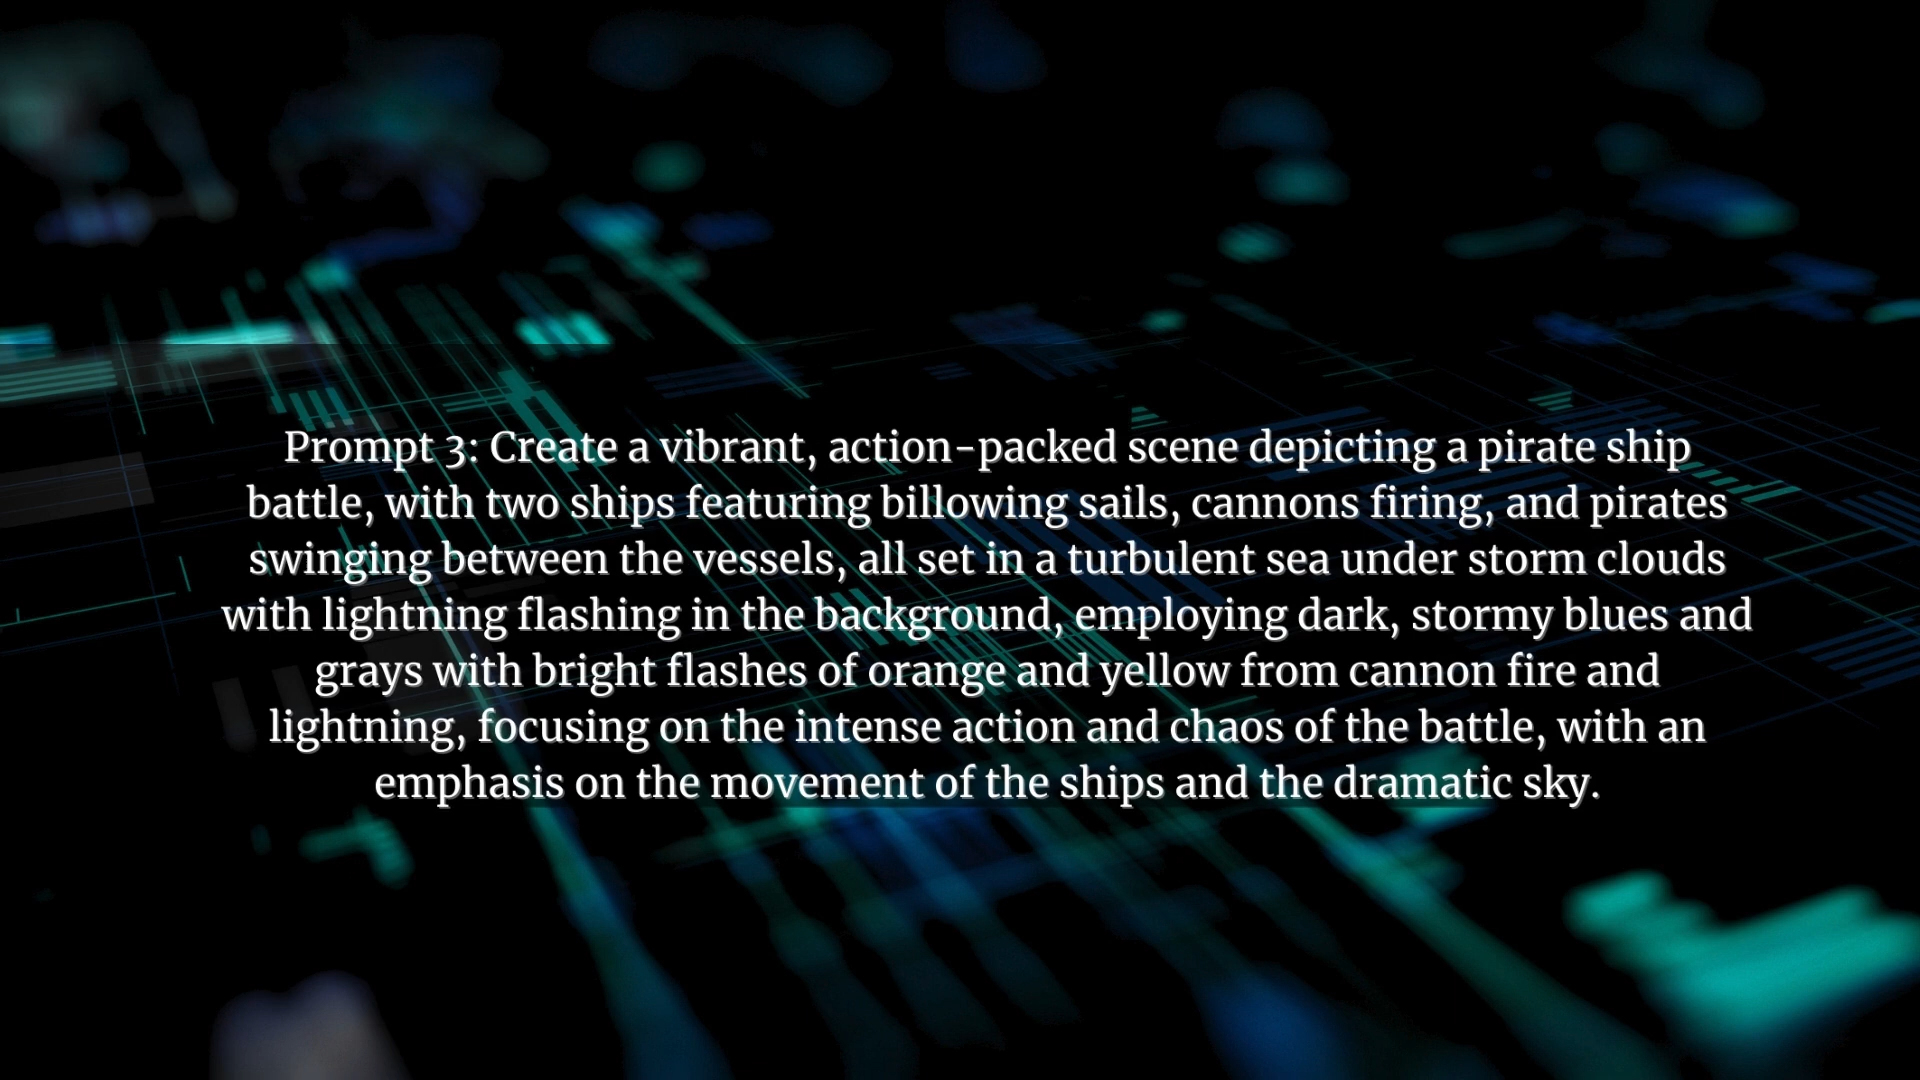 Prompt 3: Create a vibrant, action-packed scene depicting a pirate ship
battle, with two ships featuring billowing sails, cannons firing, and pirates
swinging between the vessels, all set in a turbulent sea under storm clouds
with lightning flashing in the background, employing dark, stormy blues and
grays with bright flashes of orange and yellow from cannon fire and
lightning, focusing on the intense action and chaos of the battle, with an
emphasis on the movement of the ships and the dramatic sky.